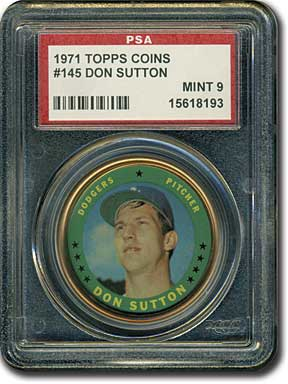 PSA
1971 TOPPS COINS
#145 DON SUTTON
MINT 9
15618193
DODGERS ★ PITCHER
DON SUTTON